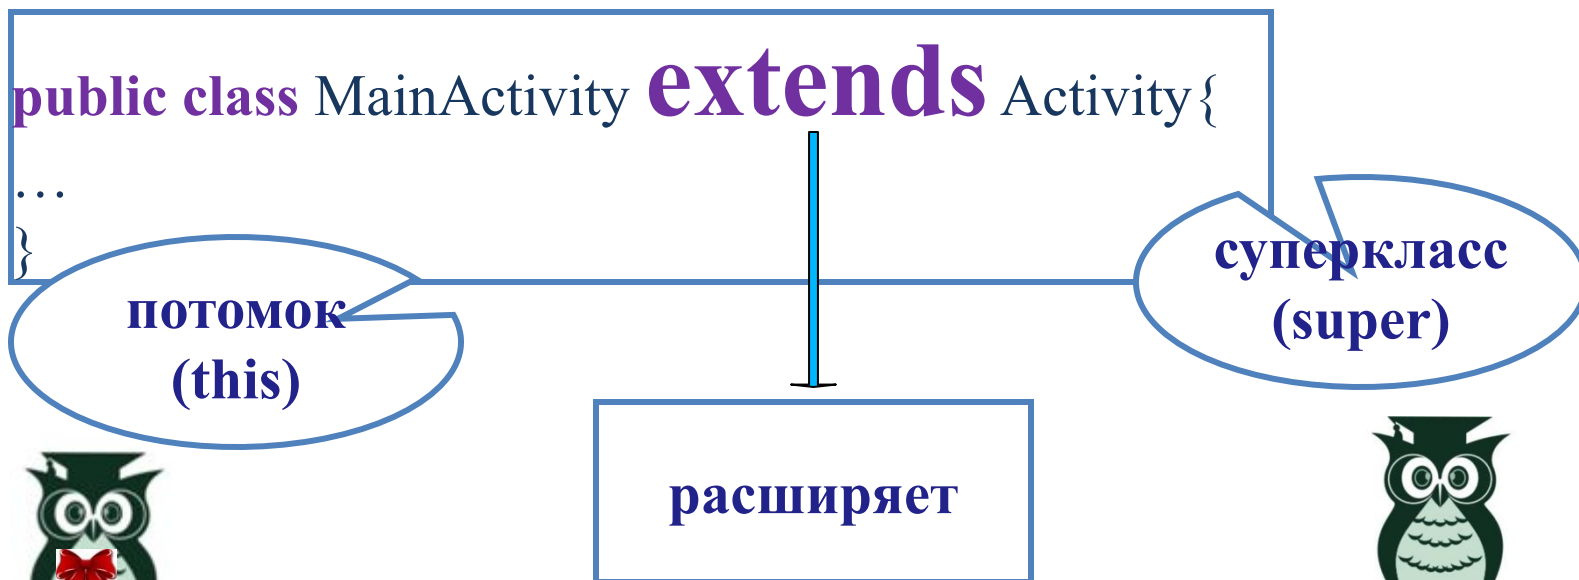 public class MainActivity extends Activity{
…
}
потомок
(this)
суперкласс
(super)
расширяет